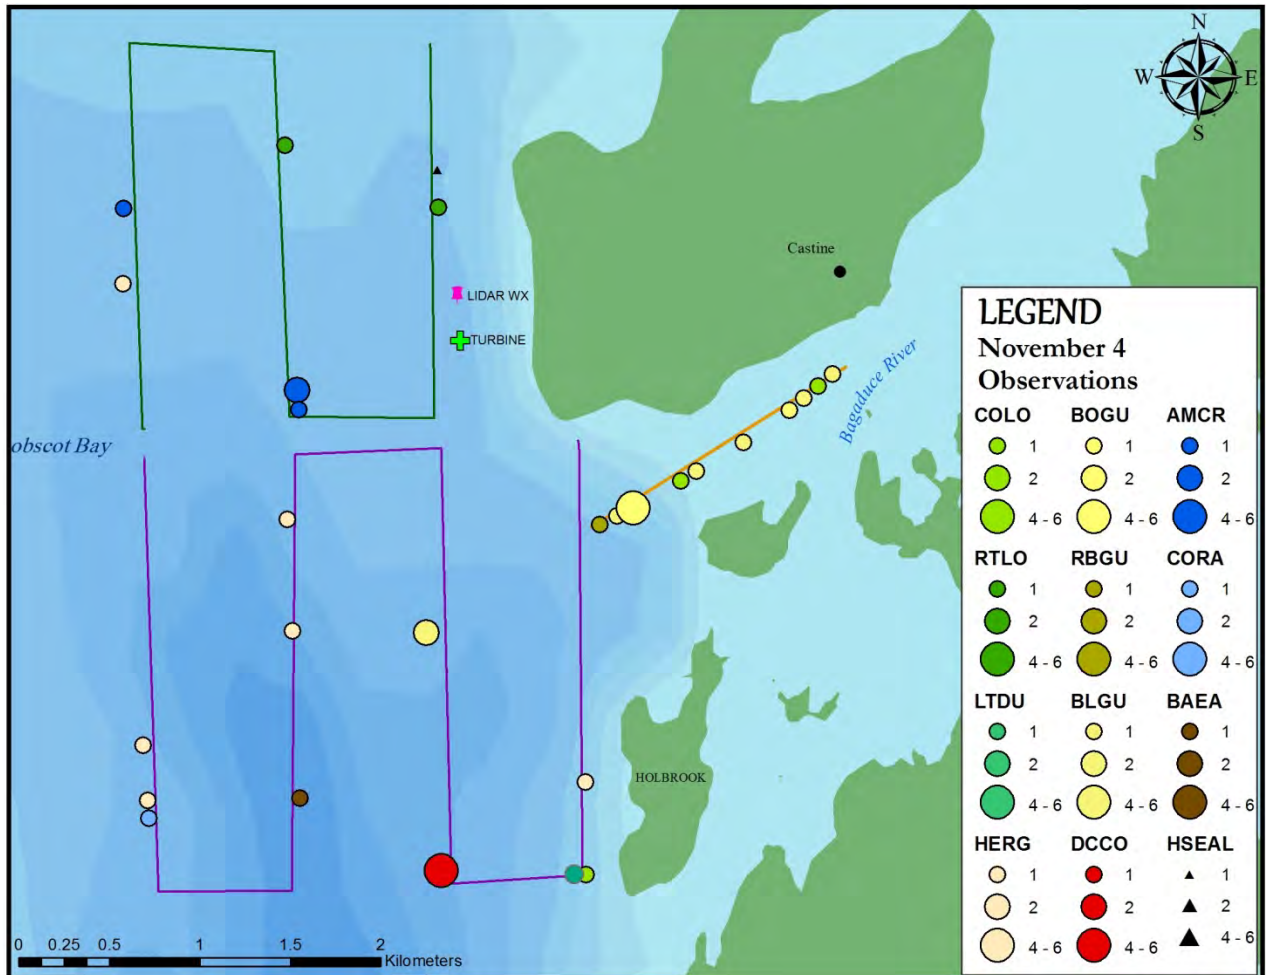 N
W E
S
Castine
LIDAR WX
TURBINE
Bagaduce River
obscot Bay
HOLBROOK
LEGEND
November 4
Observations
COLO BOGU AMCR
1 1 1
2 2 2
4 - 6 4 - 6 4 - 6
RTLO RBGU CORA
1 1 1
2 2 2
4 - 6 4 - 6 4 - 6
LTDU BLGU BAEA
1 1 1
2 2 2
4 - 6 4 - 6 4 - 6
HERG DCCO HSEAL
1 1 1
2 2 2
4 - 6 4 - 6 4 - 6
0 0.25 0.5 1 1.5 2
Kilometers